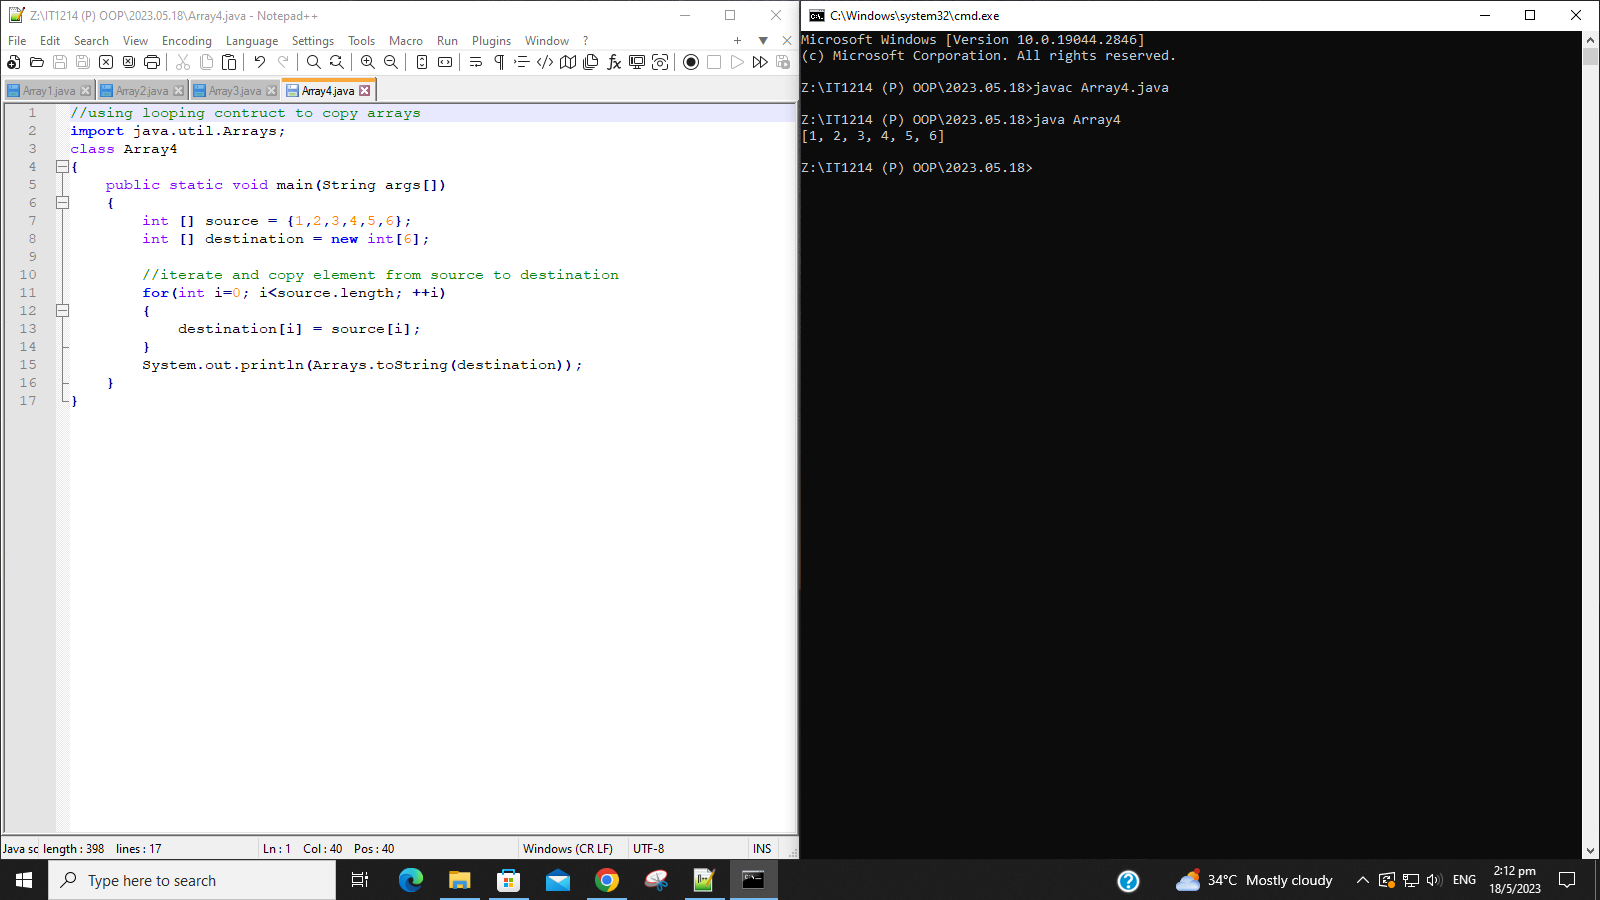 Z:\IT1214 (P) OOP\2023.05.18\Array4.java - Notepad++
File Edit Search View Encoding Language Settings Tools Macro Run Plugins Window ?
Array1.java Array2.java Array3.java Array4.java
1 //using looping contruct to copy arrays
2 import java.util.Arrays;
3 class Array4
4 {
5 public static void main(String args[])
6 {
7 int [] source = {1,2,3,4,5,6};
8 int [] destination = new int[6];
9
10 //iterate and copy element from source to destination
11 for(int i=0; i<source.length; ++i)
12 {
13 destination[i] = source[i];
14 }
15 System.out.println(Arrays.toString(destination));
16 }
17 }
Java sc length : 398 lines : 17 Ln : 1 Col : 40 Pos : 40 Windows (CR LF) UTF-8 INS
C:\Windows\system32\cmd.exe
Microsoft Windows [Version 10.0.19044.2846]
(c) Microsoft Corporation. All rights reserved.
Z:\IT1214 (P) OOP\2023.05.18>javac Array4.java
Z:\IT1214 (P) OOP\2023.05.18>java Array4
[1, 2, 3, 4, 5, 6]
Z:\IT1214 (P) OOP\2023.05.18>
Type here to search
34°C Mostly cloudy
ENG
2:12 pm
18/5/2023